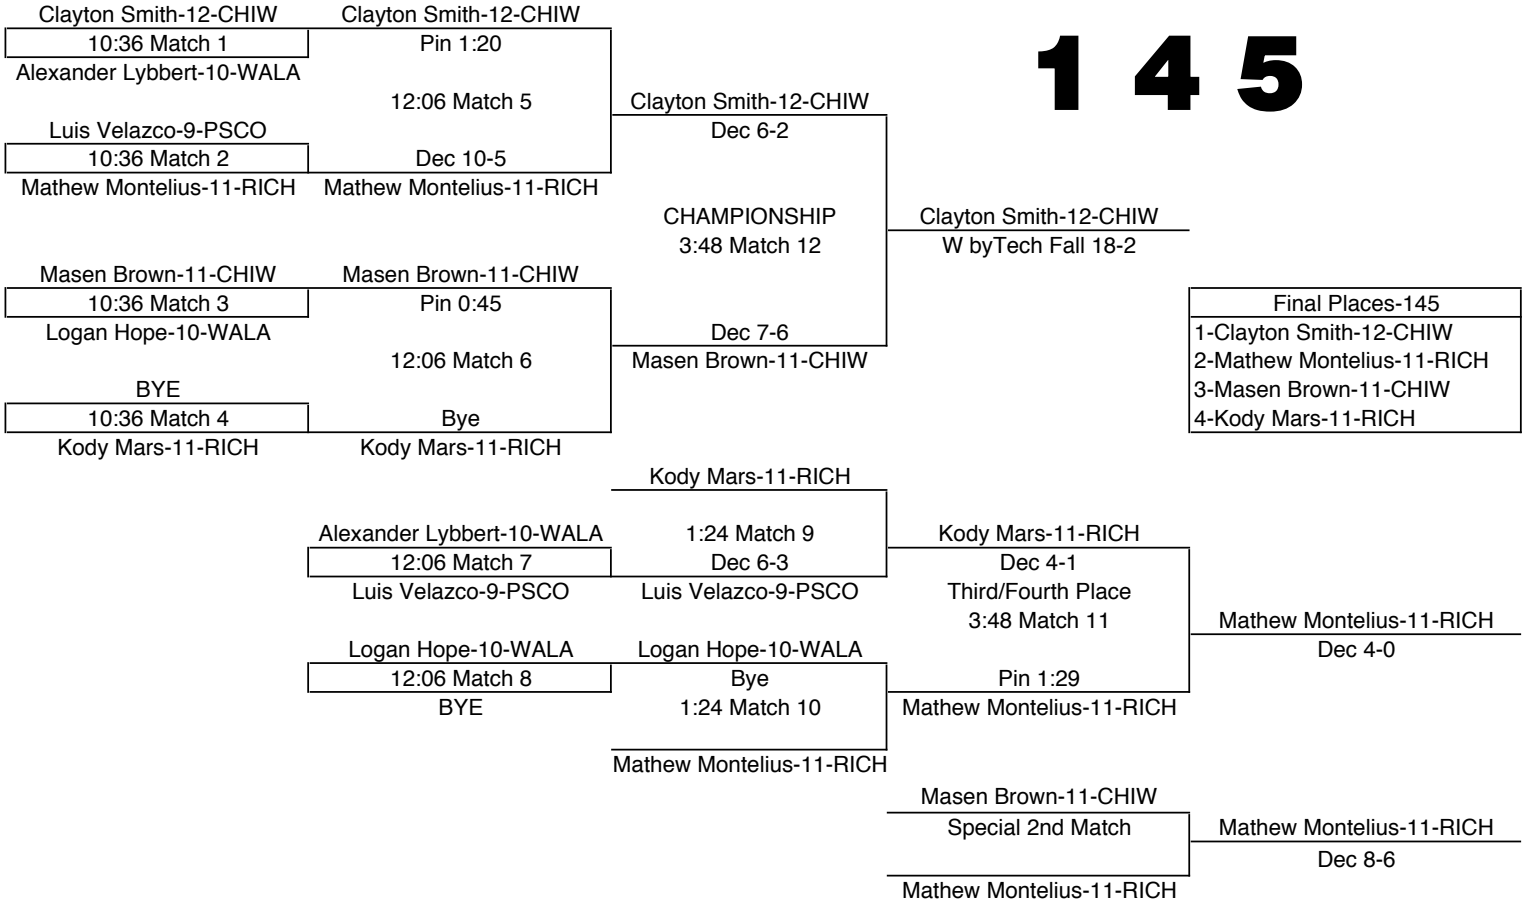 Clayton Smith-12-CHIW
10:36 Match 1
Alexander Lybbert-10-WALA
Luis Velazco-9-PSCO
10:36 Match 2
Mathew Montelius-11-RICH
Masen Brown-11-CHIW
10:36 Match 3
Logan Hope-10-WALA
BYE
10:36 Match 4
Kody Mars-11-RICH
Clayton Smith-12-CHIW
Pin 1:20
12:06 Match 5
Dec 10-5
Mathew Montelius-11-RICH
Masen Brown-11-CHIW
Pin 0:45
12:06 Match 6
Bye
Kody Mars-11-RICH
Clayton Smith-12-CHIW
Dec 6-2
CHAMPIONSHIP
3:48 Match 12
Dec 7-6
Masen Brown-11-CHIW
1 4 5
Clayton Smith-12-CHIW
W byTech Fall 18-2
Final Places-145
1-Clayton Smith-12-CHIW
2-Mathew Montelius-11-RICH
3-Masen Brown-11-CHIW
4-Kody Mars-11-RICH
Alexander Lybbert-10-WALA
12:06 Match 7
Luis Velazco-9-PSCO
Logan Hope-10-WALA
12:06 Match 8
BYE
Kody Mars-11-RICH
1:24 Match 9
Dec 6-3
Luis Velazco-9-PSCO
Logan Hope-10-WALA
Bye
1:24 Match 10
Mathew Montelius-11-RICH
Kody Mars-11-RICH
Dec 4-1
Third/Fourth Place
3:48 Match 11
Pin 1:29
Mathew Montelius-11-RICH
Mathew Montelius-11-RICH
Dec 4-0
Masen Brown-11-CHIW
Special 2nd Match
Mathew Montelius-11-RICH
Mathew Montelius-11-RICH
Dec 8-6